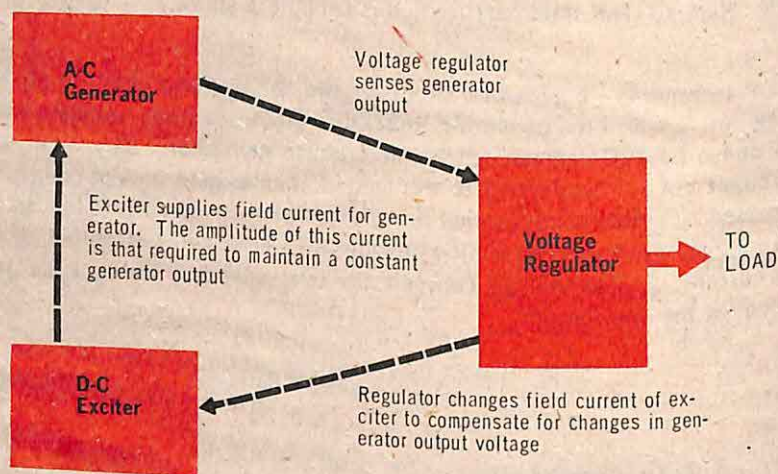 A-C
Generator
Voltage regulator
senses generator
output
Exciter supplies field current for gen-
erator. The amplitude of this current
is that required to maintain a constant
generator output
Voltage
Regulator
TO
LOAD
D-C
Exciter
Regulator changes field current of ex-
citer to compensate for changes in gen-
erator output voltage